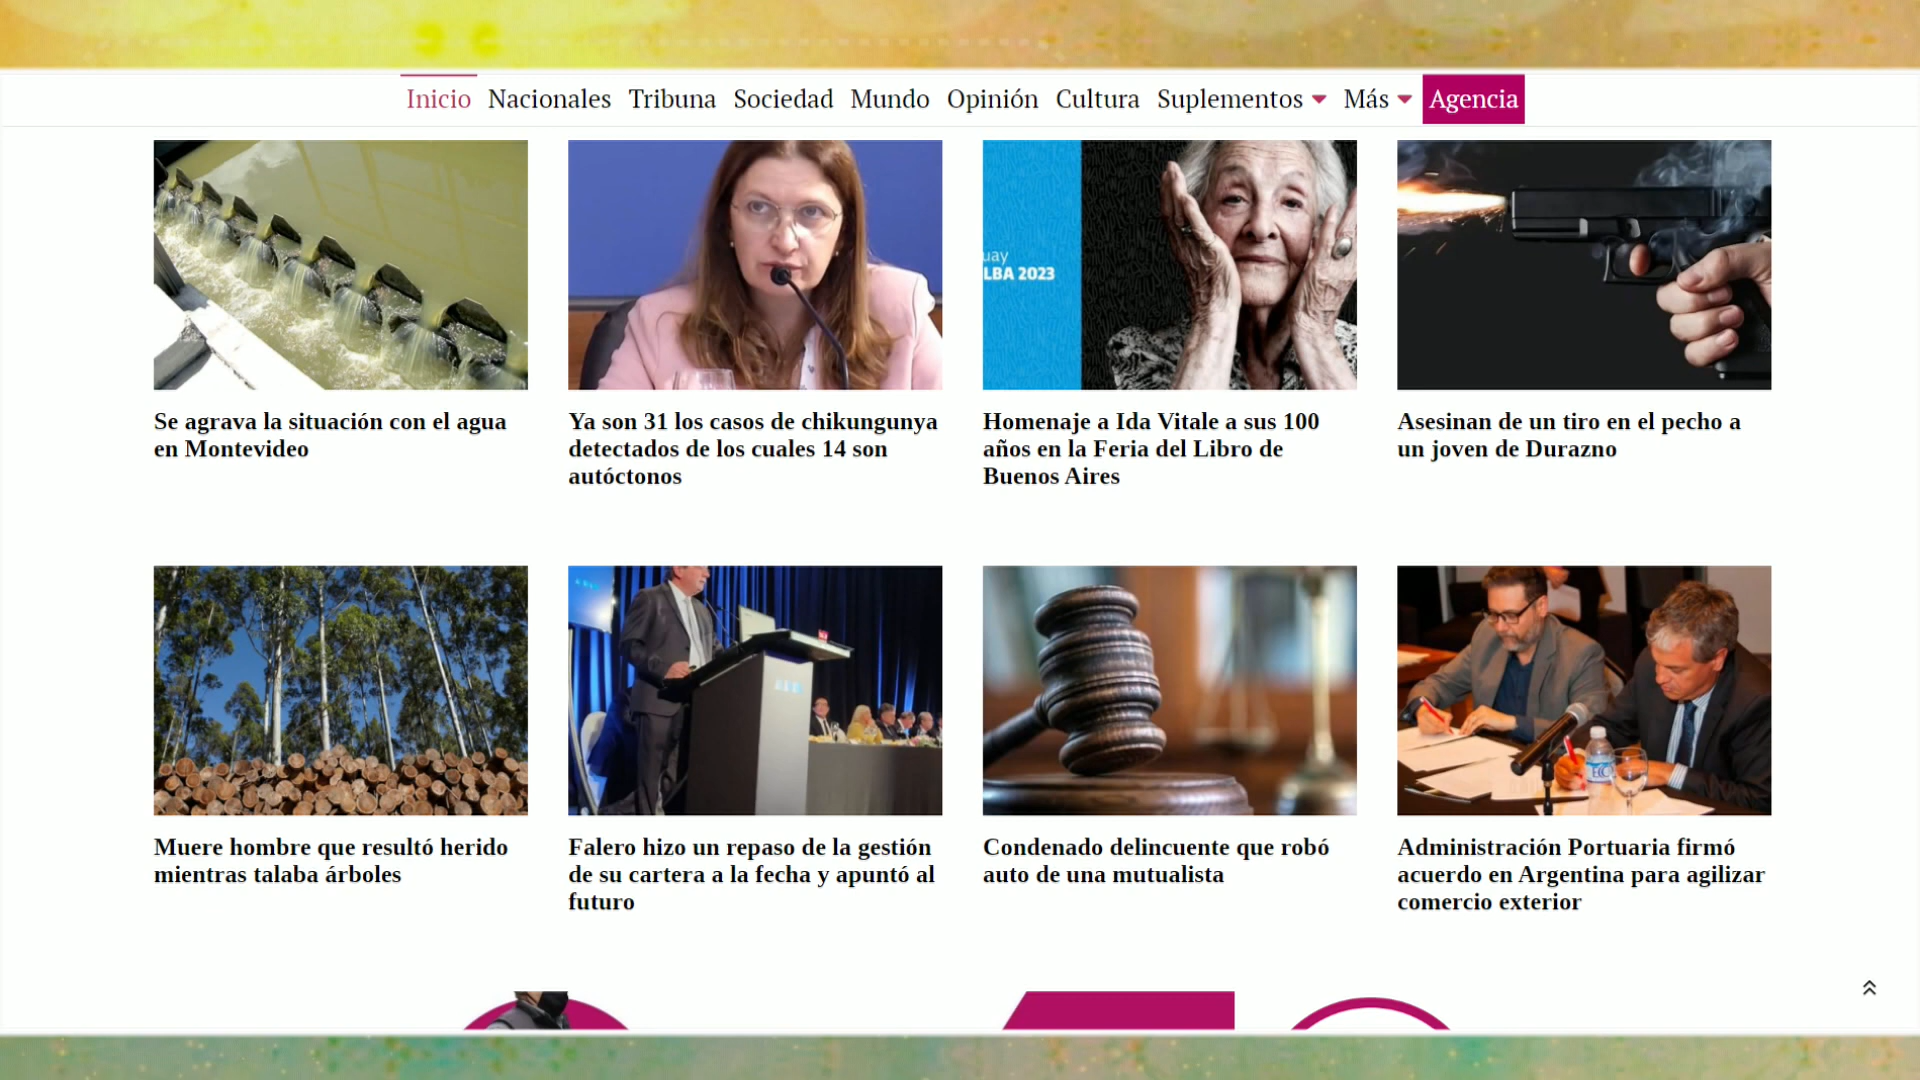 Inicio Nacionales Tribuna Sociedad Mundo Opinión Cultura Suplementos Más Agencia
uay
LBA 2023
Se agrava la situación con el agua
en Montevideo
Ya son 31 los casos de chikungunya
detectados de los cuales 14 son
autóctonos
Homenaje a Ida Vitale a sus 100
años en la Feria del Libro de
Buenos Aires
Asesinan de un tiro en el pecho a
un joven de Durazno
Muere hombre que resultó herido
mientras talaba árboles
Falero hizo un repaso de la gestión
de su cartera a la fecha y apuntó al
futuro
Condenado delincuente que robó
auto de una mutualista
Administración Portuaria firmó
acuerdo en Argentina para agilizar
comercio exterior